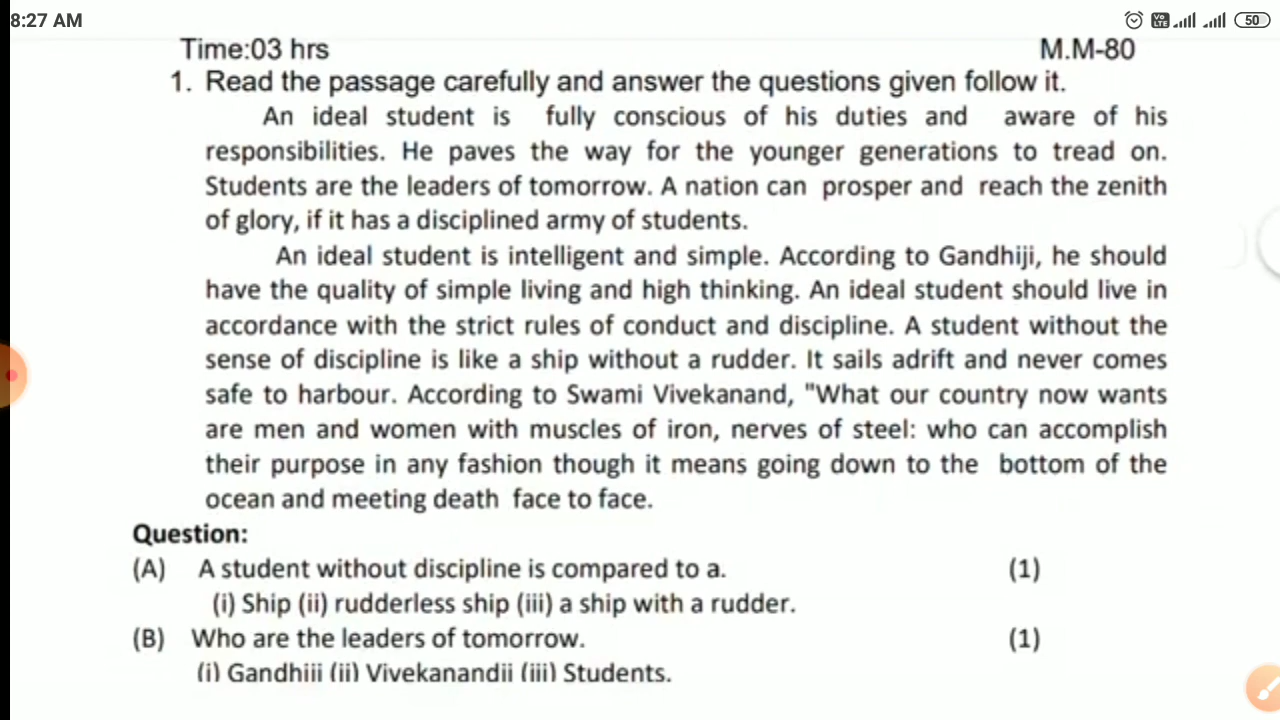 8:27 AM
Vo LTE 50
Time:03 hrs M.M-80
1. Read the passage carefully and answer the questions given follow it.
An ideal student is fully conscious of his duties and aware of his
responsibilities. He paves the way for the younger generations to tread on.
Students are the leaders of tomorrow. A nation can prosper and reach the zenith
of glory, if it has a disciplined army of students.
An ideal student is intelligent and simple. According to Gandhiji, he should
have the quality of simple living and high thinking. An ideal student should live in
accordance with the strict rules of conduct and discipline. A student without the
sense of discipline is like a ship without a rudder. It sails adrift and never comes
safe to harbour. According to Swami Vivekanand, "What our country now wants
are men and women with muscles of iron, nerves of steel: who can accomplish
their purpose in any fashion though it means going down to the bottom of the
ocean and meeting death face to face.
Question:
(A) A student without discipline is compared to a. (1)
(i) Ship (ii) rudderless ship (iii) a ship with a rudder.
(B) Who are the leaders of tomorrow. (1)
(i) Gandhiji (ii) Vivekanandji (iii) Students.